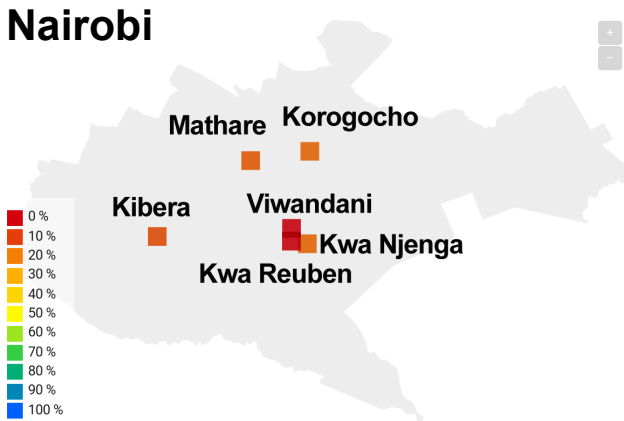 Nairobi
+
−
Mathare
Korogocho
Kibera
Viwandani
Kwa Njenga
Kwa Reuben
0 %
10 %
20 %
30 %
40 %
50 %
60 %
70 %
80 %
90 %
100 %